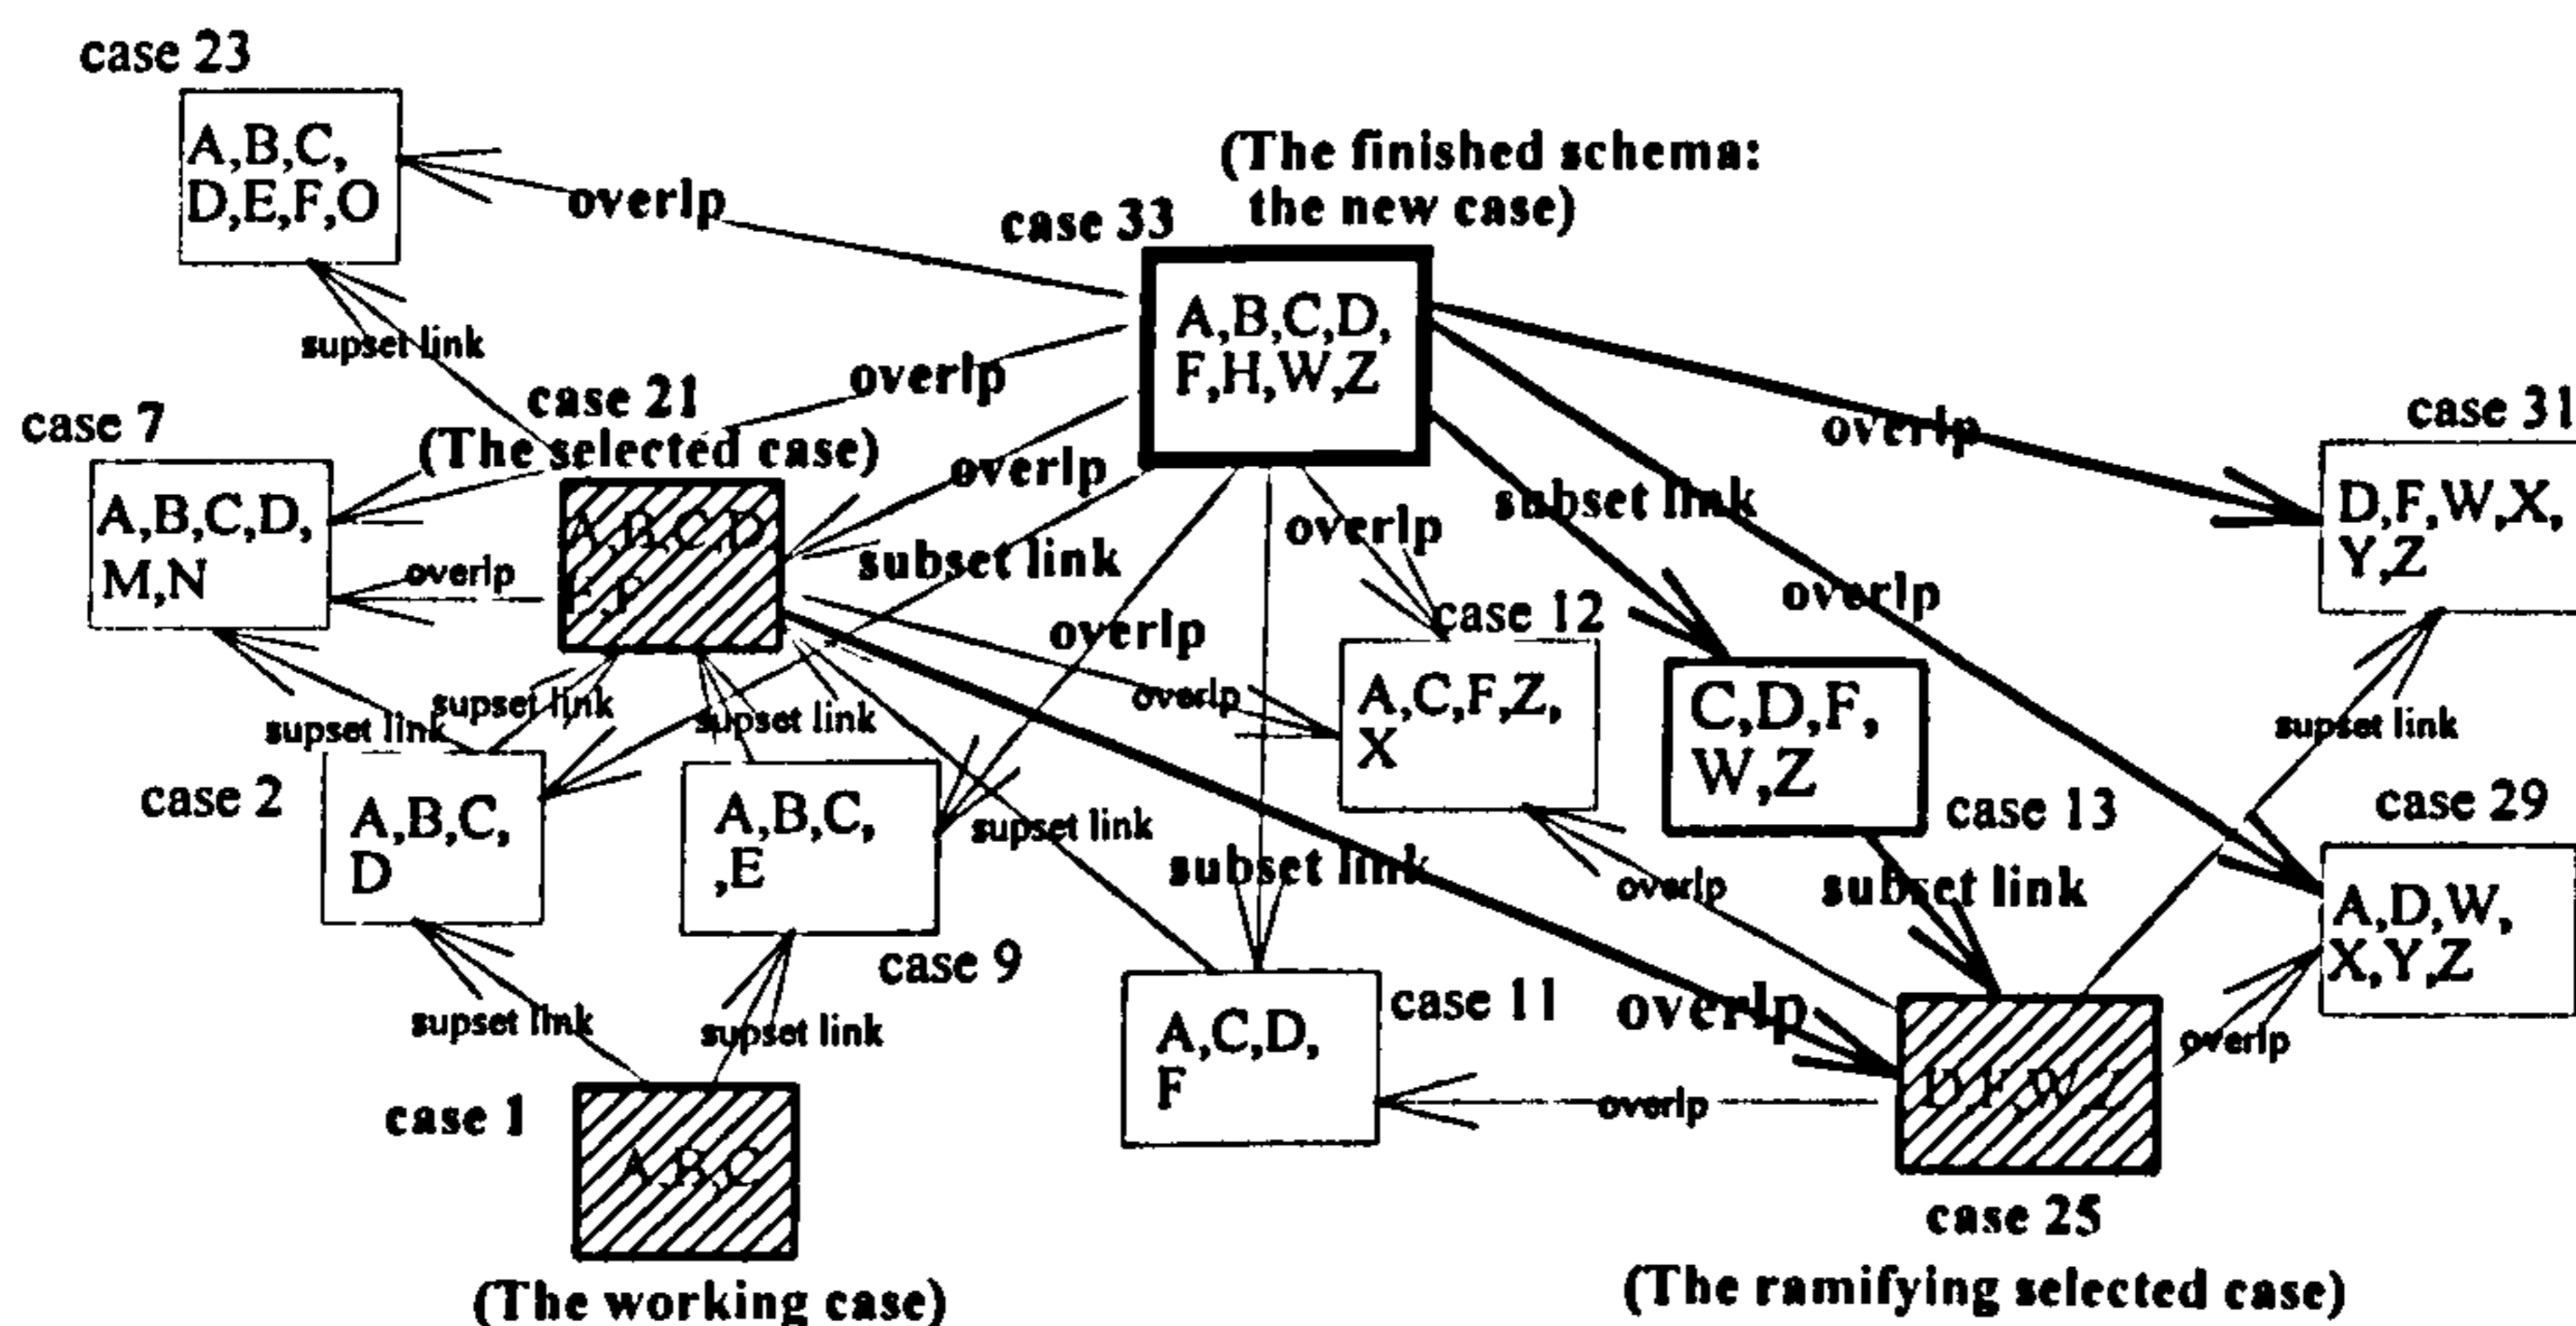 case 23
A,B,C,
D,E,F,O
overlp
(The finished schema:
the new case)
case 33
A,B,C,D,
F,H,W,Z
supset link
overlp
case 21
(The selected case)
case 7
A,B,C,D,
M,N
overlp
A,B,C,D
overlp
subset link
overlp
subset link
overlp
case 31
D,F,W,X,
Y,Z
overlp
overlp
case 12
A,C,F,Z,
X
overlp
C,D,F,
W,Z
case 13
supset link
supset link
supset link
supset link
case 2
A,B,C,
D
A,B,C,
,E
case 9
supset link
subset link
overlp
subset link
case 29
A,D,W,
X,Y,Z
supset link
supset link
case 11
A,C,D,
F
overlp
overlp
overlp
case 1
A,B,C
D,F,W,Z
case 25
(The working case)
(The ramifying selected case)